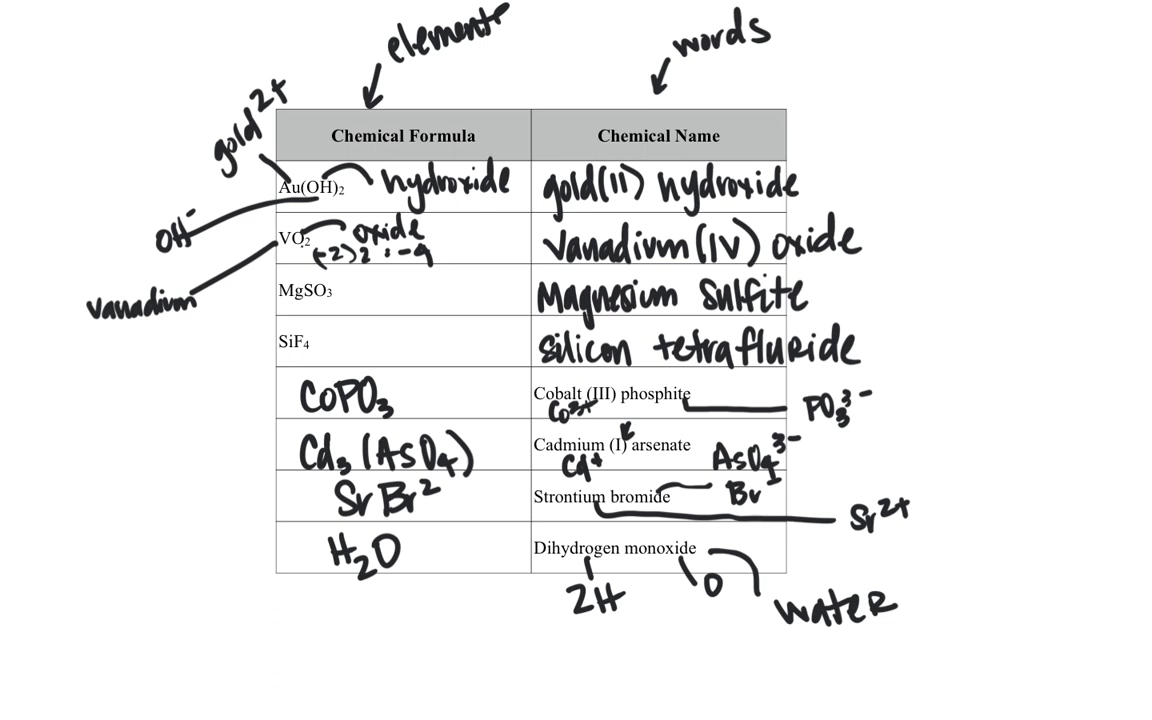 elements
words
gold 2+
Chemical Formula Chemical Name
Au(OH)₂ hydroxide gold(II) hydroxide
OH⁻
VO₂ oxide Vanadium(IV) oxide
(-2)2 = -4
vanadium
MgSO₃ Magnesium Sulfite
SiF₄ Silicon tetrafluride
CoPO₃ Cobalt (III) phosphite
Co³⁺ PO₃³⁻
Cd₃(AsO₄) Cadmium (I) arsenate
Cd⁺ AsO₄³⁻
SrBr² Strontium bromide Br⁻
Sr²⁺
H₂O Dihydrogen monoxide
2H O water